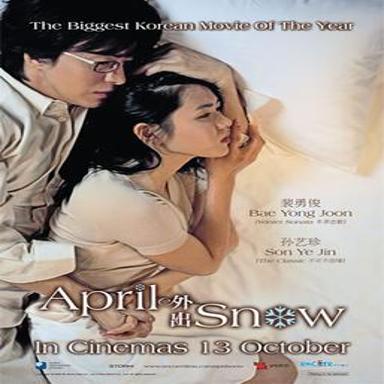 The Biggest Korean Movie Of The Year
裴勇俊
Bae Yong Joon
(Winter Sonata 冬季恋歌)
孙艺珍
Son Ye Jin
(The Classic 不可不信缘)
April 外出 Snow
In Cinemas 13 October